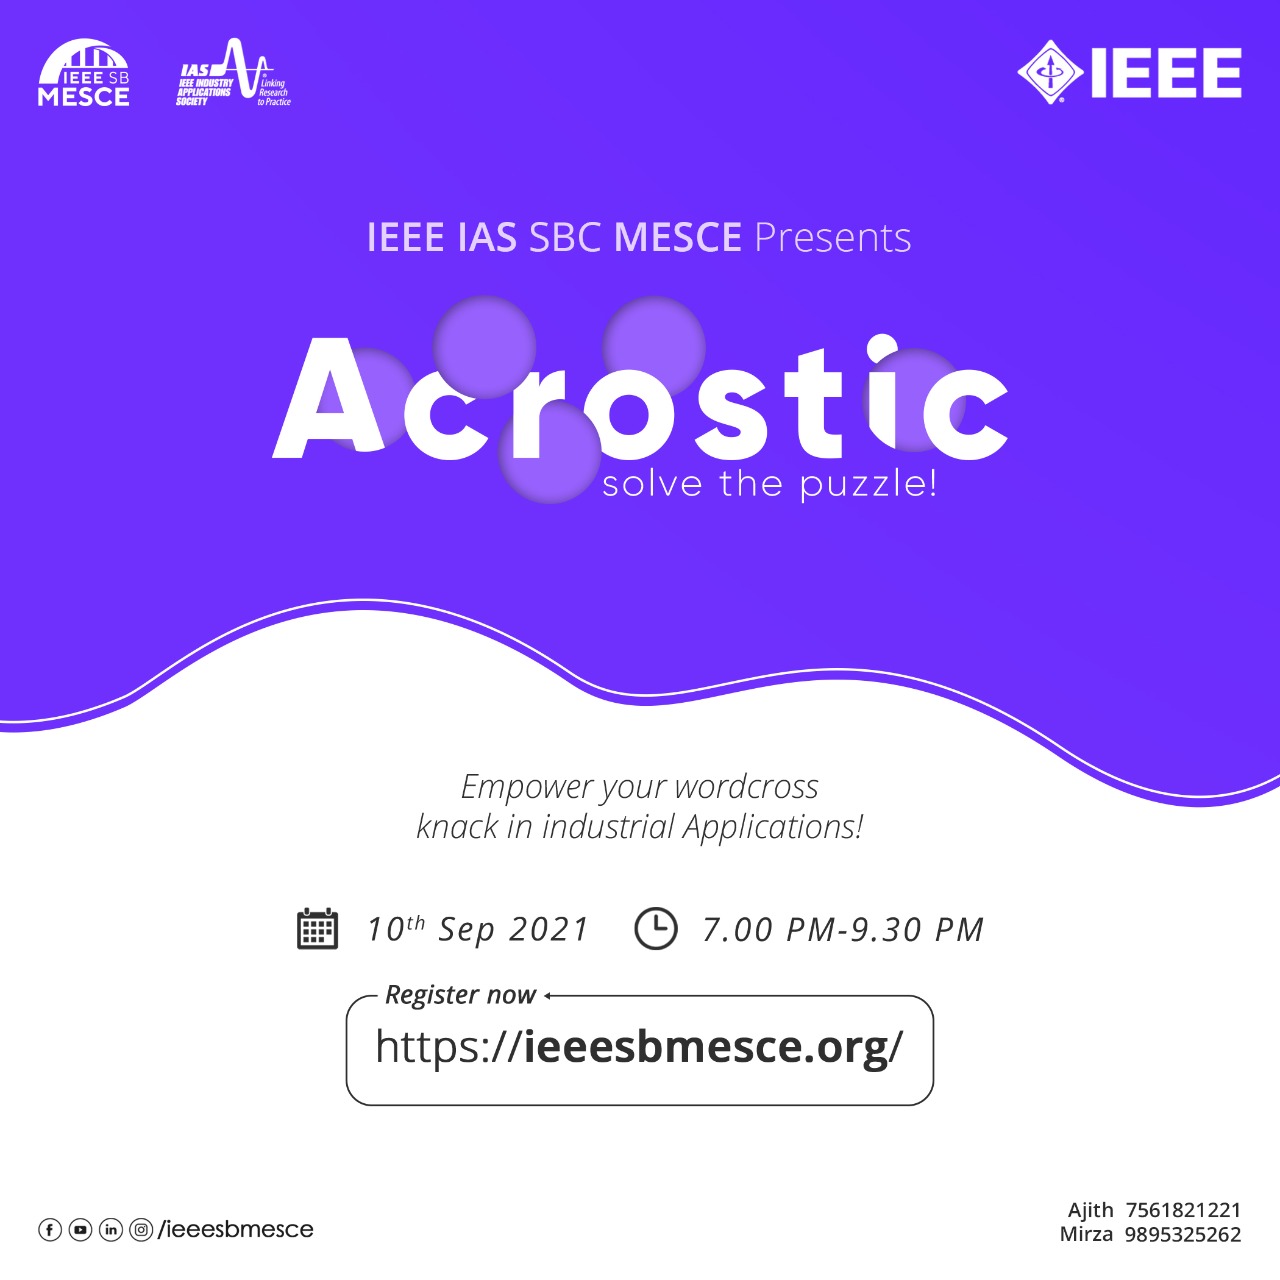 IEEE SB
MESCE
IAS
IEEE INDUSTRY
APPLICATIONS
SOCIETY
Linking
Research
to Practice
®
IEEE
®
IEEE IAS SBC MESCE Presents
Acrostic
solve the puzzle!
Empower your wordcross
knack in industrial Applications!
10th Sep 2021
7.00 PM-9.30 PM
Register now
https://ieeesbmesce.org/
/ieeesbmesce
Ajith 7561821221
Mirza 9895325262